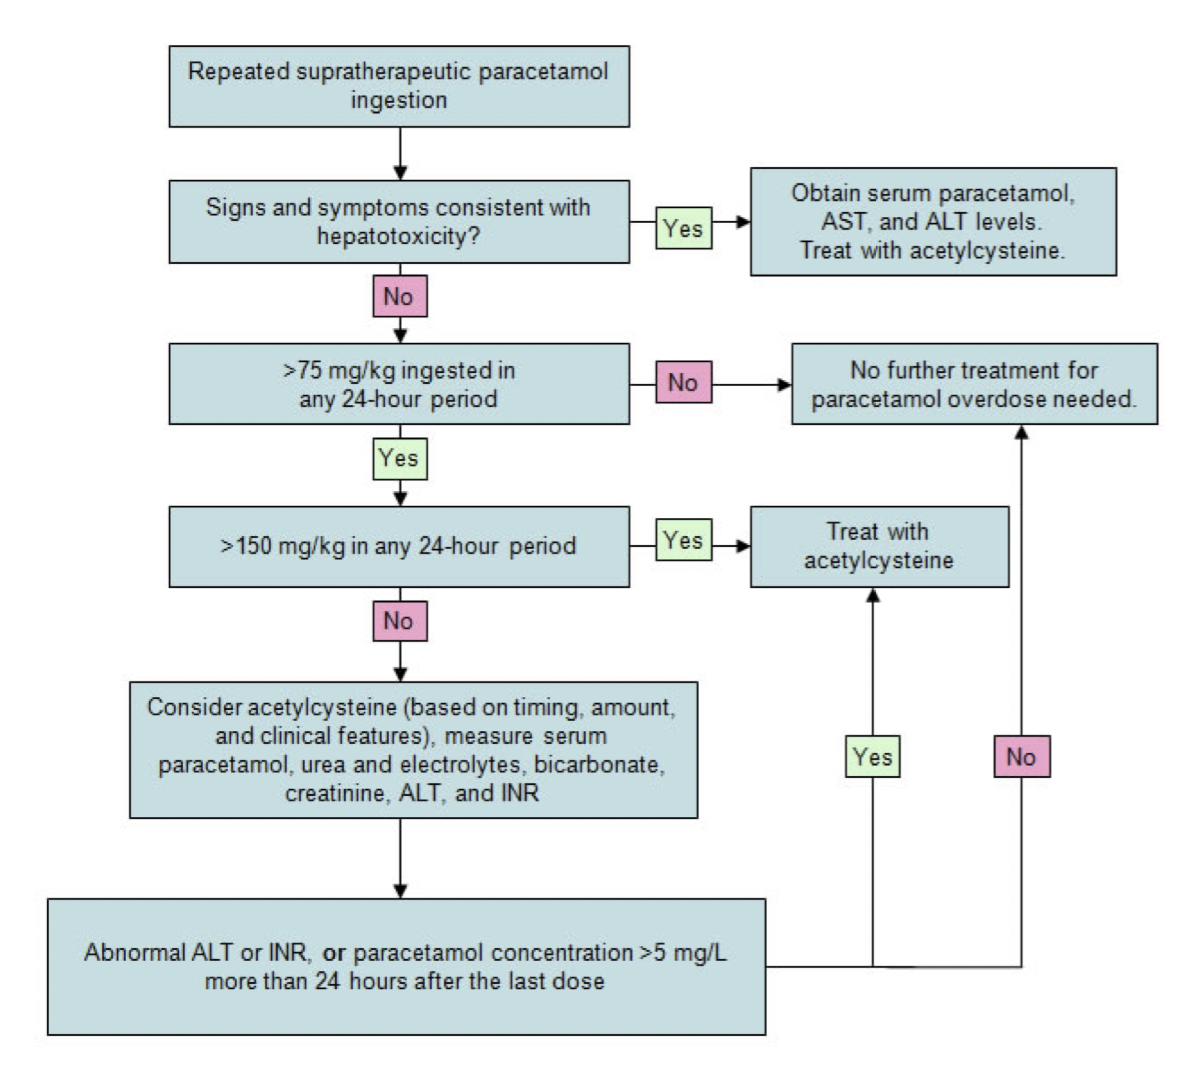 Repeated supratherapeutic paracetamol
ingestion
Signs and symptoms consistent with
hepatotoxicity?
Yes
Obtain serum paracetamol,
AST, and ALT levels.
Treat with acetylcysteine.
No
>75 mg/kg ingested in
any 24-hour period
No
No further treatment for
paracetamol overdose needed.
Yes
>150 mg/kg in any 24-hour period
Yes
Treat with
acetylcysteine
No
Consider acetylcysteine (based on timing, amount,
and clinical features), measure serum
paracetamol, urea and electrolytes, bicarbonate,
creatinine, ALT, and INR
Yes
No
Abnormal ALT or INR, or paracetamol concentration >5 mg/L
more than 24 hours after the last dose